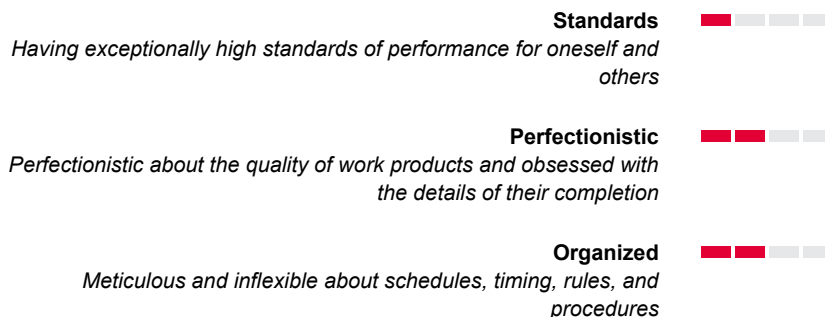 Standards
Having exceptionally high standards of performance for oneself and
others
Perfectionistic
Perfectionistic about the quality of work products and obsessed with
the details of their completion
Organized
Meticulous and inflexible about schedules, timing, rules, and
procedures